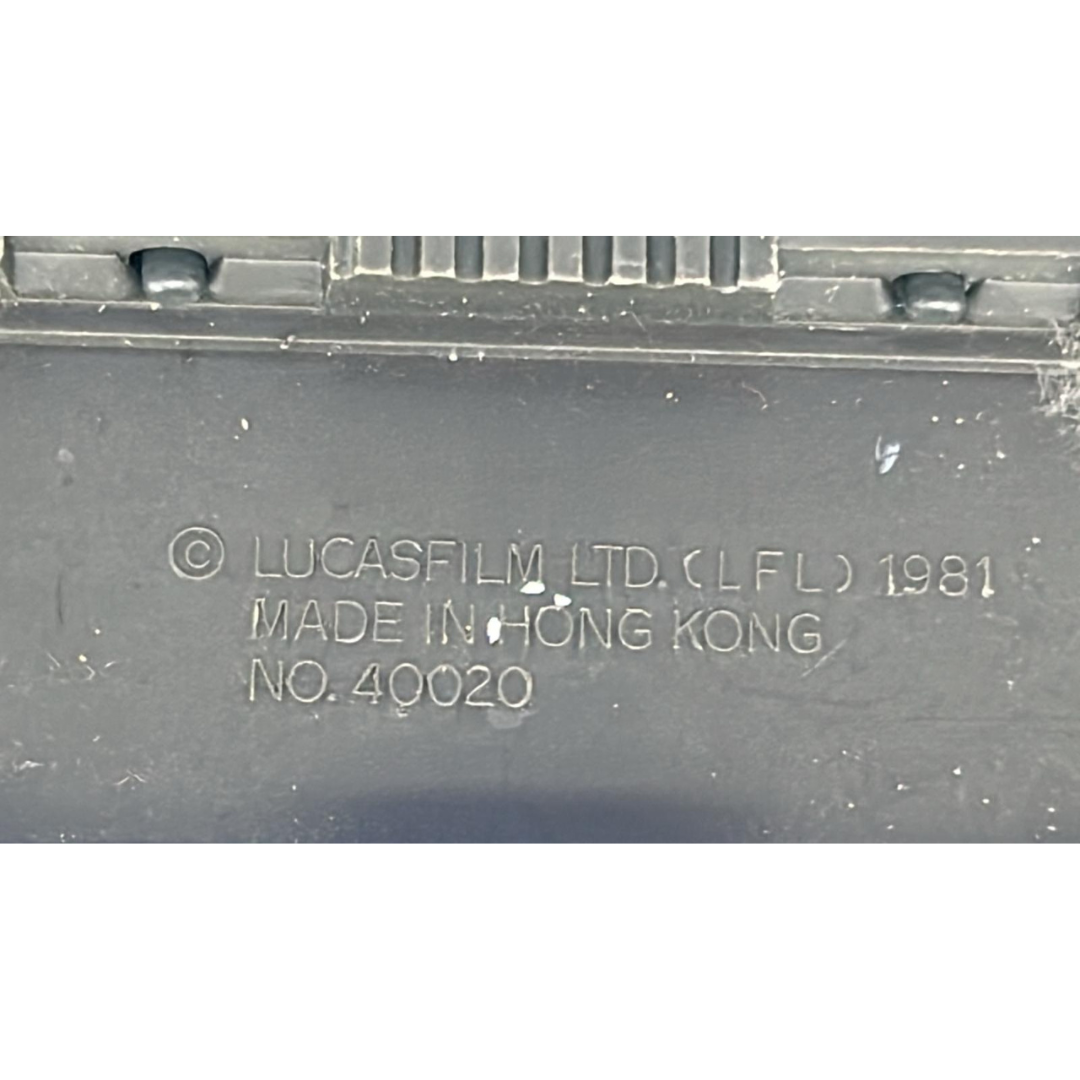 © LUCASFILM LTD. (LFL) 1981
MADE IN HONG KONG
NO. 40020